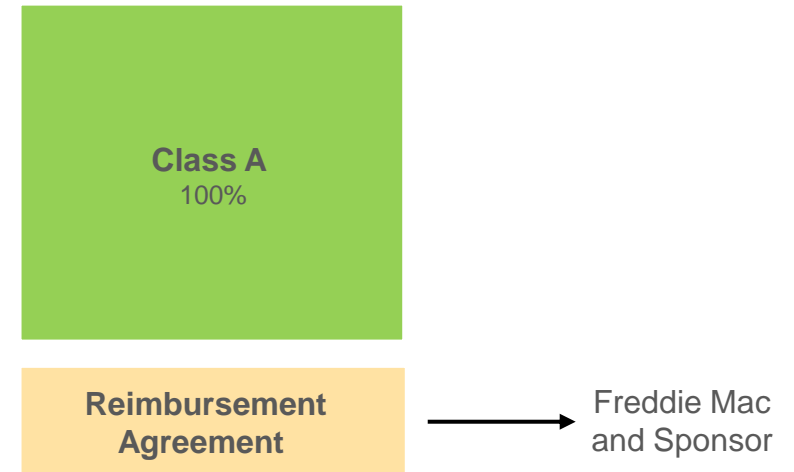 Class A
100%
Reimbursement
Agreement
Freddie Mac
and Sponsor